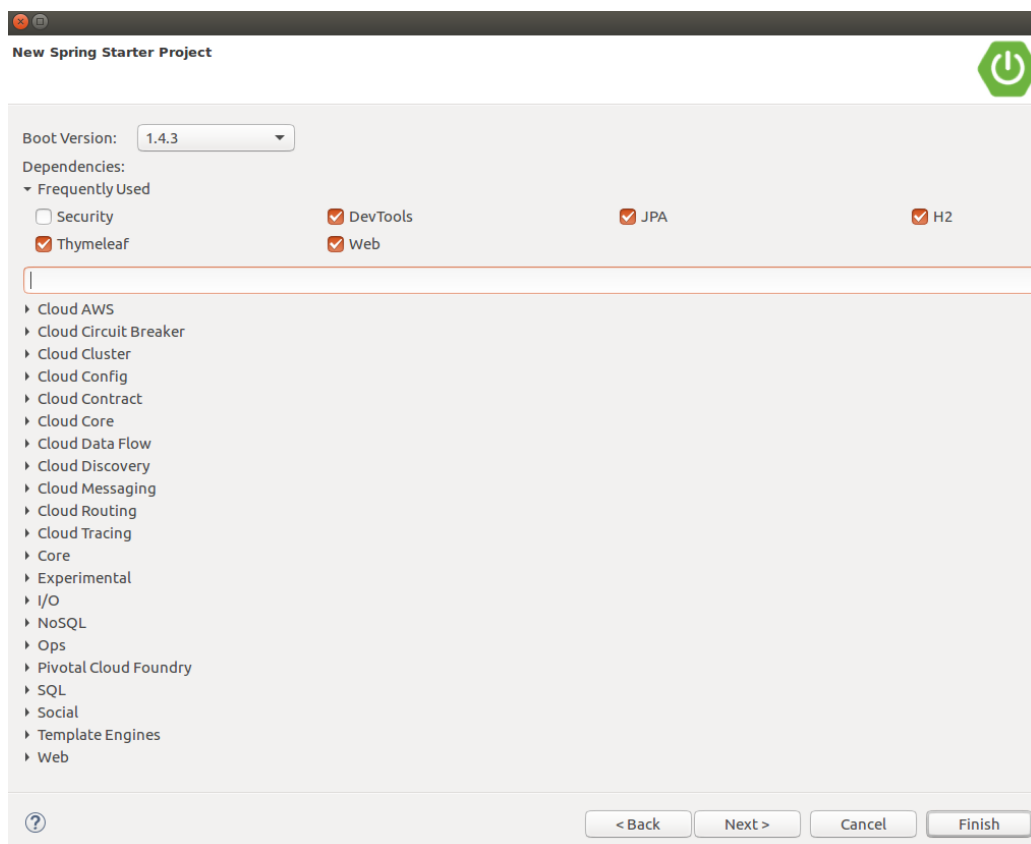 New Spring Starter Project
Boot Version: 1.4.3
Dependencies:
Frequently Used
Security DevTools JPA H2
Thymeleaf Web
Cloud AWS
Cloud Circuit Breaker
Cloud Cluster
Cloud Config
Cloud Contract
Cloud Core
Cloud Data Flow
Cloud Discovery
Cloud Messaging
Cloud Routing
Cloud Tracing
Core
Experimental
I/O
NoSQL
Ops
Pivotal Cloud Foundry
SQL
Social
Template Engines
Web
? < Back Next > Cancel Finish